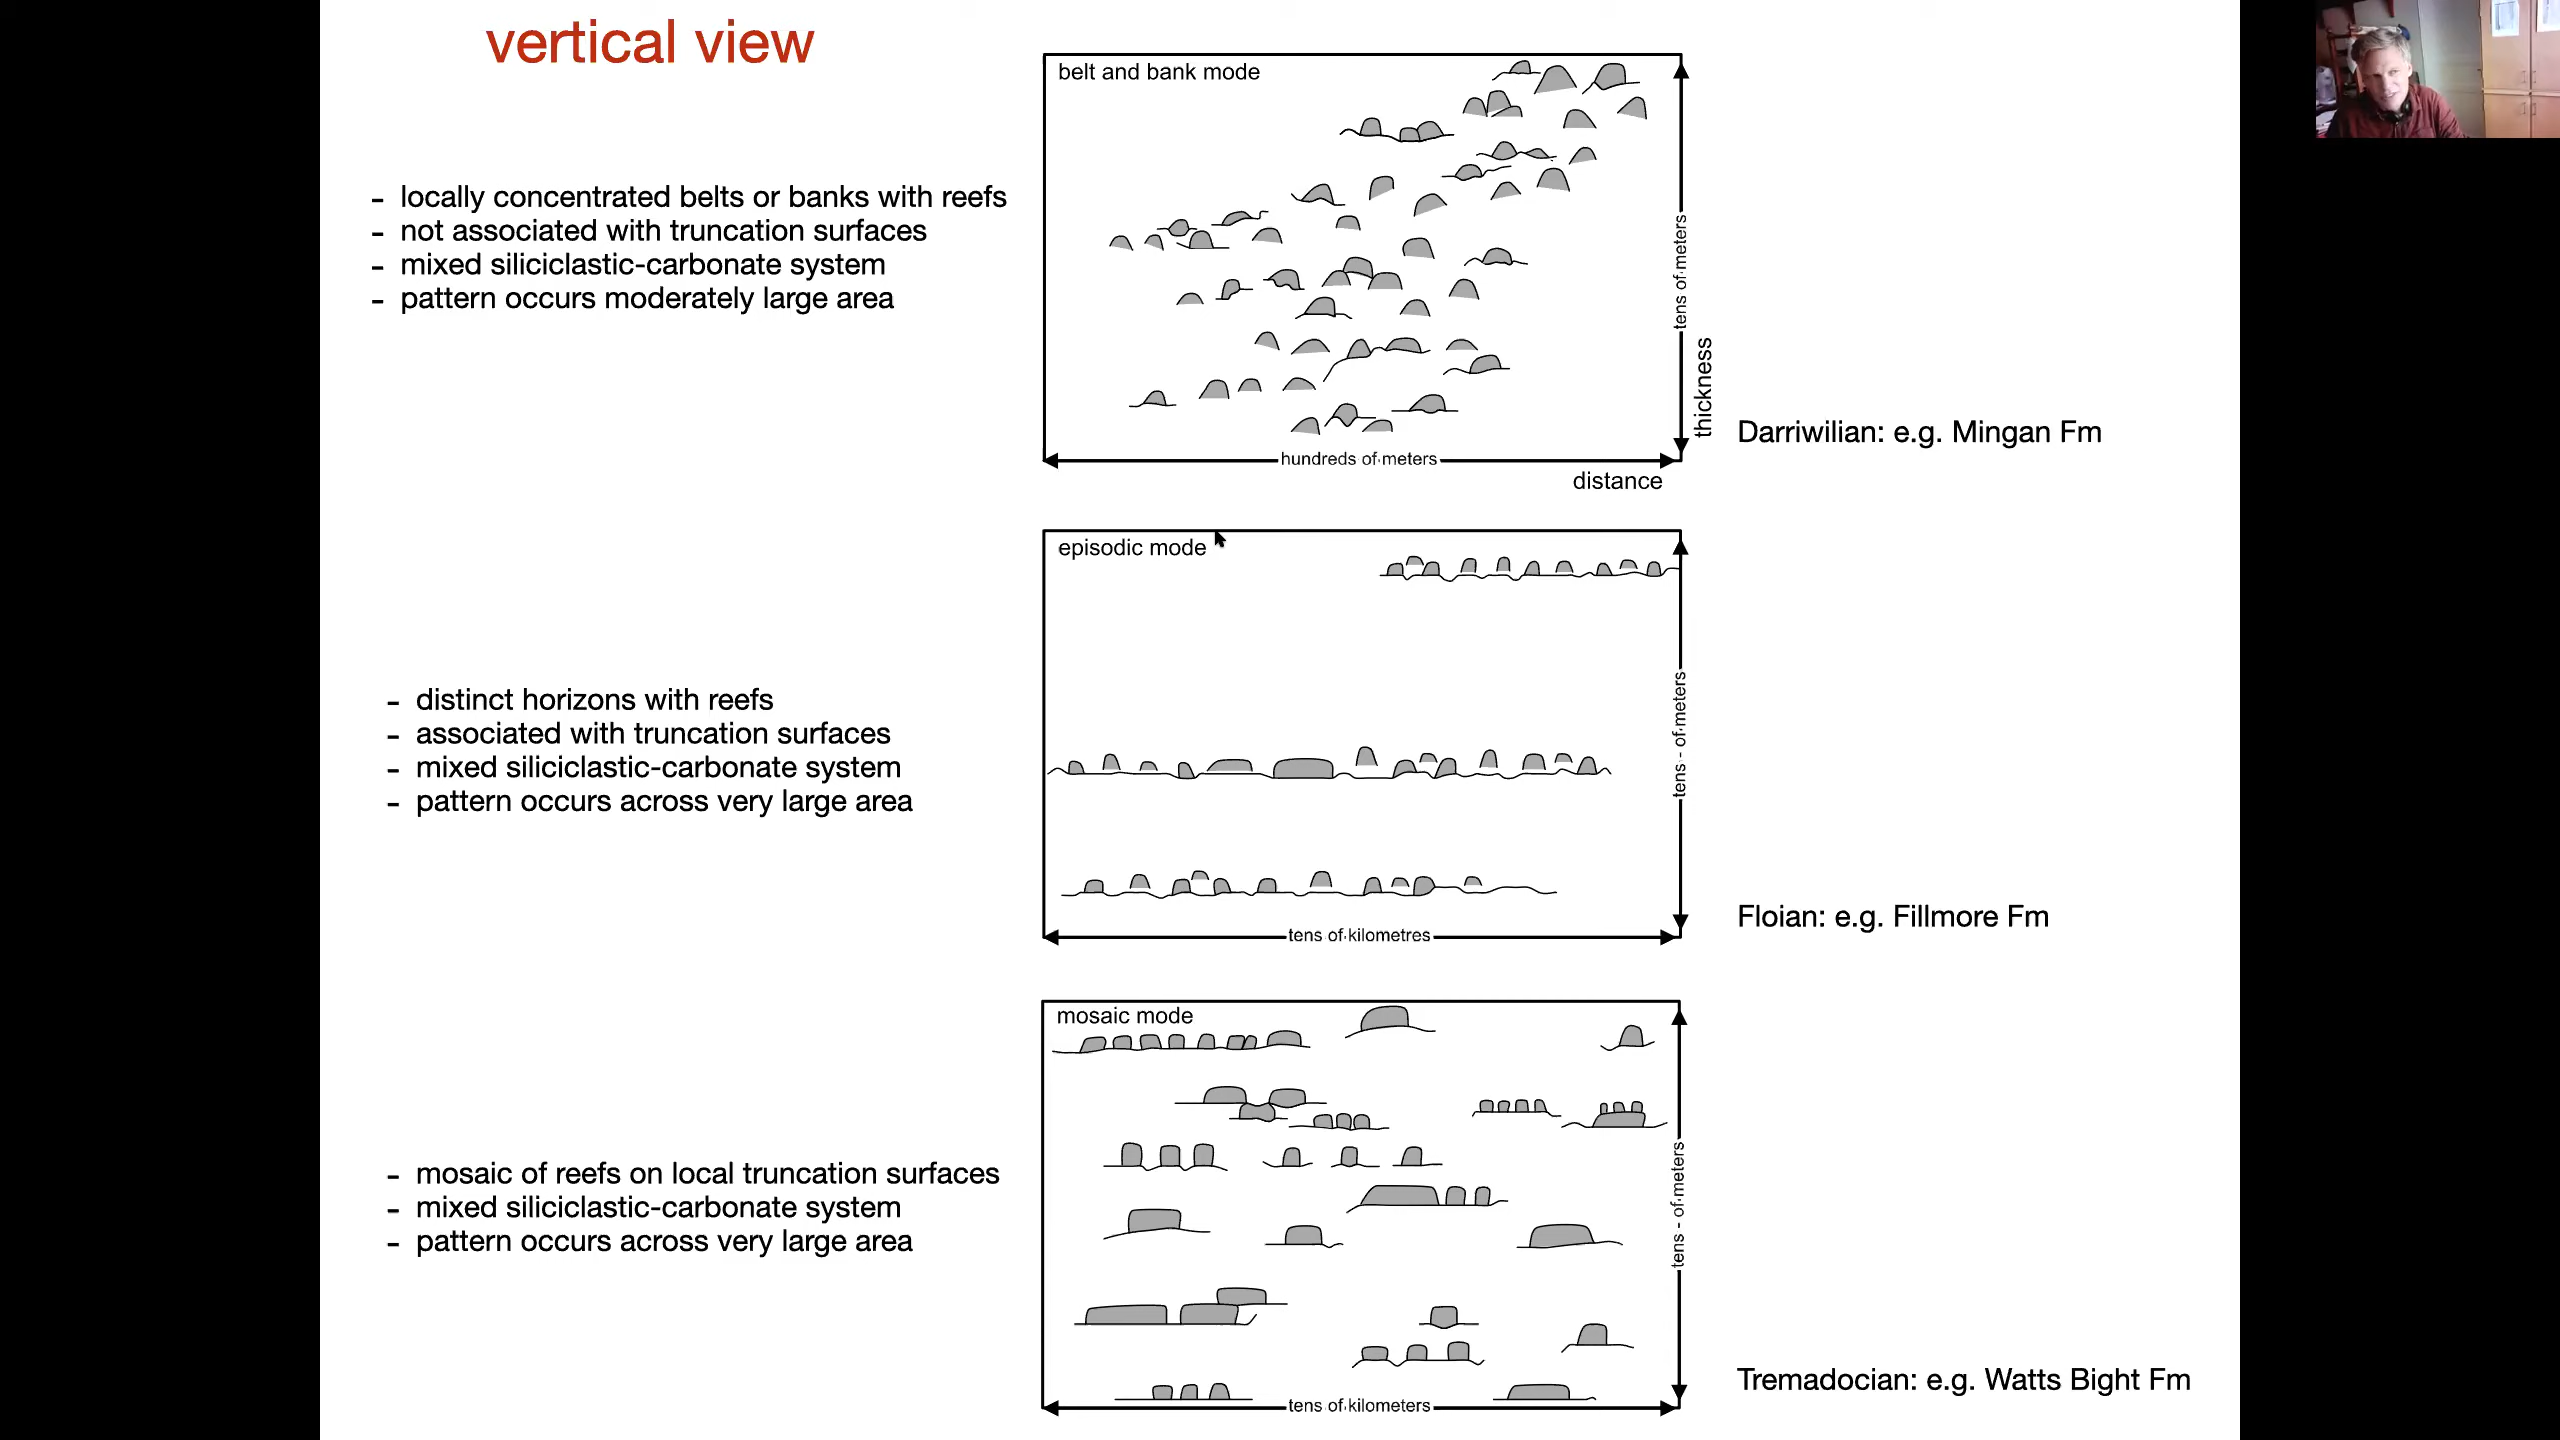 vertical view
- locally concentrated belts or banks with reefs
- not associated with truncation surfaces
- mixed siliciclastic-carbonate system
- pattern occurs moderately large area
belt and bank mode
tens of meters
thickness
hundreds of meters
distance
Darriwilian: e.g. Mingan Fm
- distinct horizons with reefs
- associated with truncation surfaces
- mixed siliciclastic-carbonate system
- pattern occurs across very large area
episodic mode
tens - of meters
tens of kilometres
Floian: e.g. Fillmore Fm
- mosaic of reefs on local truncation surfaces
- mixed siliciclastic-carbonate system
- pattern occurs across very large area
mosaic mode
tens - of meters
tens of kilometers
Tremadocian: e.g. Watts Bight Fm